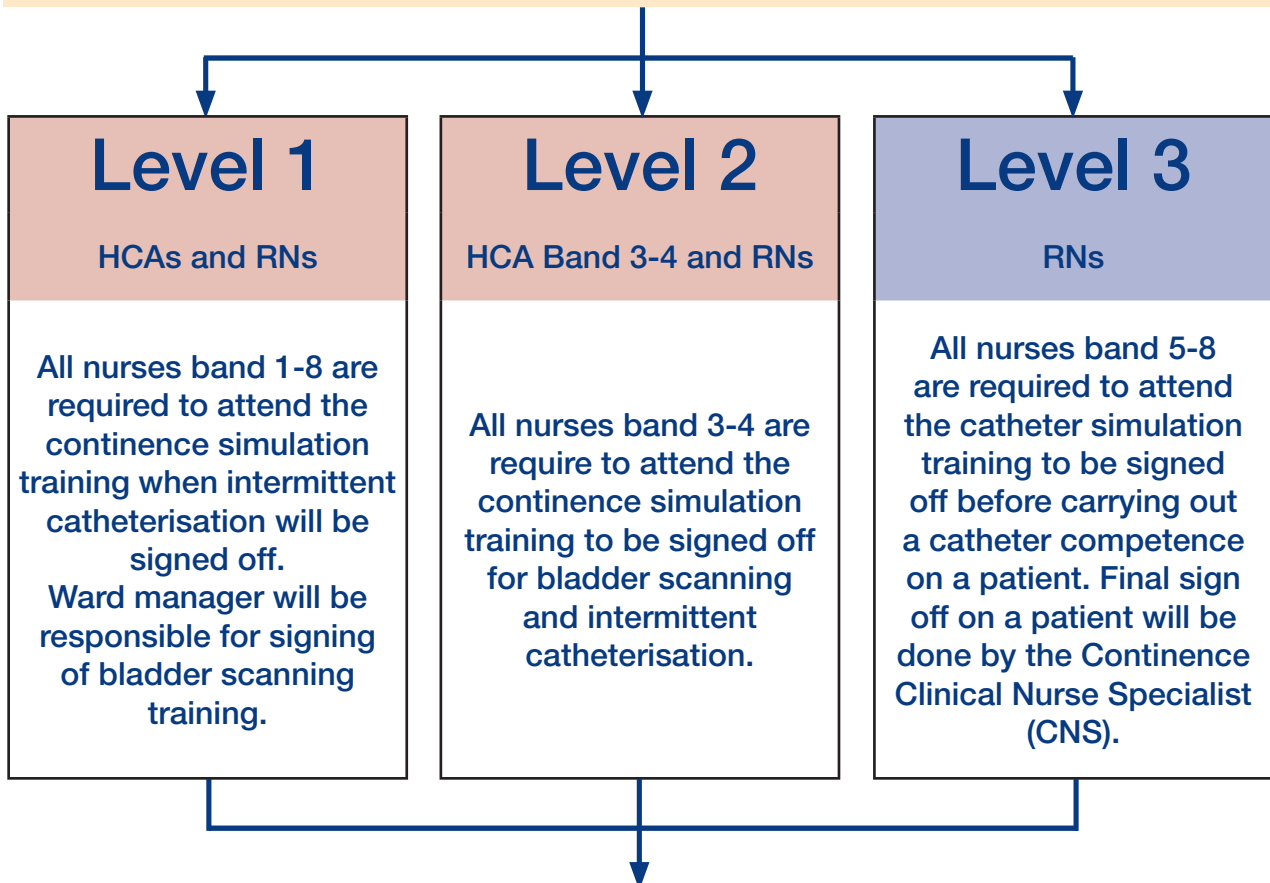 Level 1
HCAs and RNs
All nurses band 1-8 are
required to attend the
continence simulation
training when intermittent
catheterisation will be
signed off.
Ward manager will be
responsible for signing
of bladder scanning
training.
Level 2
HCA Band 3-4 and RNs
All nurses band 3-4 are
require to attend the
continence simulation
training to be signed off
for bladder scanning
and intermittent
catheterisation.
Level 3
RNs
All nurses band 5-8
are required to attend
the catheter simulation
training to be signed
off before carrying out
a catheter competence
on a patient. Final sign
off on a patient will be
done by the Continence
Clinical Nurse Specialist
(CNS).